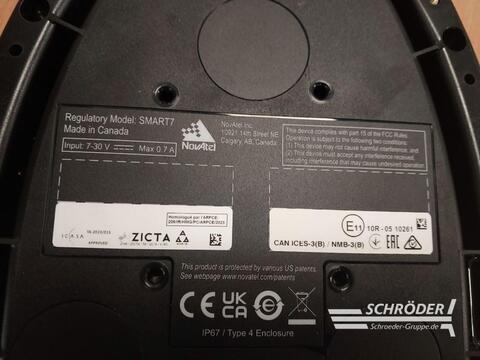 Regulatory Model: SMART7
Made in Canada
Input: 7-30 V Max 0.7 A
NovAtel
NovAtel Inc.
10921 14th Street NE
Calgary, AB, Canada
This device complies with part 15 of the FCC Rules.
Operation is subject to the following two conditions:
(1) This device may not cause harmful interference, and
(2) This device must accept any interference received,
including interference that may cause undesired operation.
ICASA
APPROVED
ZICTA
Homologué par l'ARPCE:
E11 10R - 05 10261
CAN ICES-3(B) / NMB-3(B)
EAC
This product is protected by various US patents.
See webpage www.novatel.com/patents
CE UK CA
IP67 / Type 4 Enclosure
SCHRÖDER
Schroeder-Gruppe.de